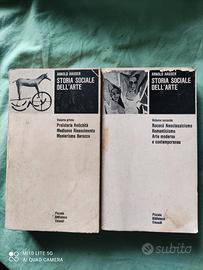 ARNOLD HAUSER
STORIA SOCIALE
DELL'ARTE
Volume primo
Preistoria Antichità
Medioevo Rinascimento
Manierismo Barocco
Piccola
Biblioteca
Einaudi
ARNOLD HAUSER
STORIA SOCIALE
DELL'ARTE
Volume secondo
Rococò Neoclassicismo
Romanticismo
Arte moderna
e contemporanea
Piccola
Biblioteca
Einaudi
MI 10 LITE 5G
AI QUAD CAMERA
subito